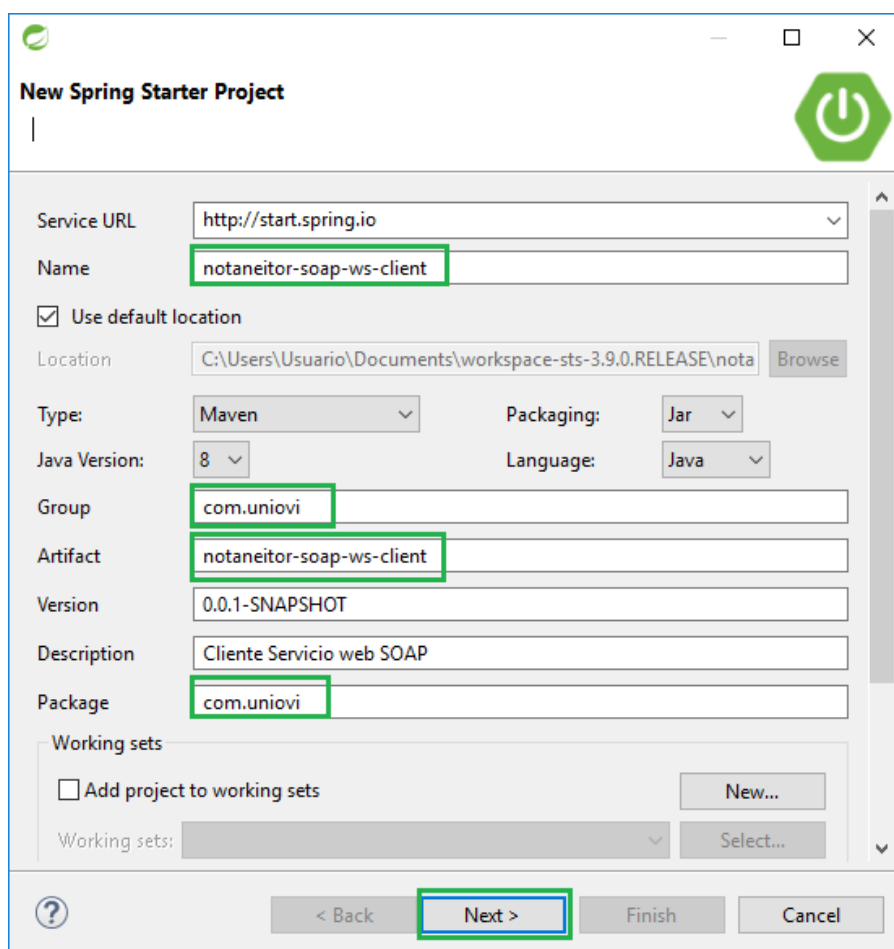 New Spring Starter Project
Service URL http://start.spring.io
Name notaneitor-soap-ws-client
Use default location
Location C:\Users\Usuario\Documents\workspace-sts-3.9.0.RELEASE\nota Browse
Type: Maven Packaging: Jar
Java Version: 8 Language: Java
Group com.uniovi
Artifact notaneitor-soap-ws-client
Version 0.0.1-SNAPSHOT
Description Cliente Servicio web SOAP
Package com.uniovi
Working sets
Add project to working sets New...
Working sets: Select...
? < Back Next > Finish Cancel